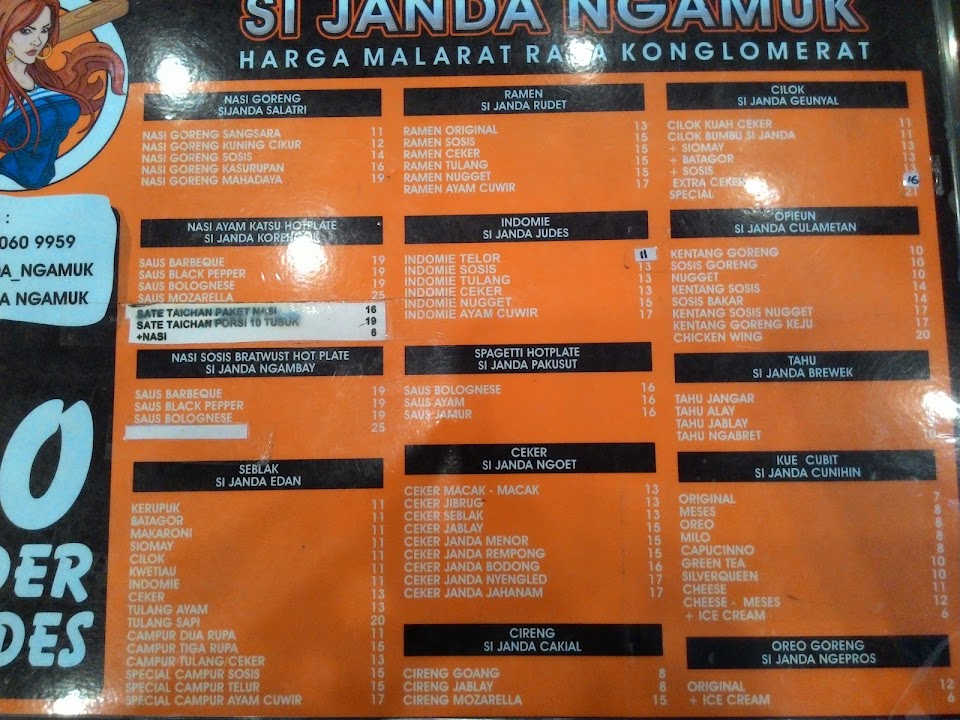 SI JANDA NGAMUK
HARGA MALARAT RASA KONGLOMERAT
:
060 9959
DA_NGAMUK
A NGAMUK
O
DER
DES
NASI GORENG
SIJANDA SALATRI
NASI GORENG SANGSARA 11
NASI GORENG KUNING CIKUR 12
NASI GORENG SOSIS 14
NASI GORENG KASURUPAN 16
NASI GORENG MAHADAYA 19
NASI AYAM KATSU HOTPLATE
SI JANDA
SAUS BARBEQUE 19
SAUS BLACK PEPPER 19
SAUS BOLOGNESE 19
SAUS MOZARELLA 25
SATE TAICHAN PAKET NASI 16
SATE TAICHAN PORSI 10 TUSUK 19
+NASI 6
NASI SOSIS BRATWUST HOT PLATE
SI JANDA NGAMBAY
SAUS BARBEQUE 19
SAUS BLACK PEPPER 19
SAUS BOLOGNESE 19
25
SEBLAK
SI JANDA EDAN
KERUPUK 11
BATAGOR 11
MAKARONI 11
SIOMAY 11
CILOK 11
KWETIAU 11
INDOMIE 11
CEKER 13
TULANG AYAM 13
TULANG SAPI 20
CAMPUR DUA RUPA 11
CAMPUR TIGA RUPA 15
CAMPUR TULANG/CEKER 13
SPECIAL CAMPUR SOSIS 15
SPECIAL CAMPUR TELUR 15
SPECIAL CAMPUR AYAM CUWIR 17
RAMEN
SI JANDA RUDET
RAMEN ORIGINAL 13
RAMEN SOSIS 15
RAMEN CEKER 15
RAMEN TULANG 15
RAMEN NUGGET 15
RAMEN AYAM CUWIR 17
INDOMIE
SI JANDA JUDES
INDOMIE TELOR 11
INDOMIE SOSIS 13
INDOMIE TULANG 13
INDOMIE CEKER 13
INDOMIE NUGGET 15
INDOMIE AYAM CUWIR 17
SPAGETTI HOTPLATE
SI JANDA PAKUSUT
SAUS BOLOGNESE 16
SAUS AYAM 16
SAUS JAMUR 16
CEKER
SI JANDA NGOET
CEKER MACAK - MACAK 13
CEKER JIBRUG 13
CEKER SEBLAK 13
CEKER JABLAY 15
CEKER JANDA MENOR 15
CEKER JANDA REMPONG 15
CEKER JANDA BODONG 16
CEKER JANDA NYENGLED 17
CEKER JANDA JAHANAM 17
CIRENG
SI JANDA CAKIAL
CIRENG GOANG 8
CIRENG JABLAY 8
CIRENG MOZARELLA 15
CILOK
SI JANDA GEUNYAL
CILOK KUAH CEKER 11
CILOK BUMBU SI JANDA 11
+ SIOMAY 13
+ BATAGOR 13
+ SOSIS 13
EXTRA CEKER 16
SPECIAL 21
OPIEUN
SI JANDA CULAMETAN
KENTANG GORENG 10
SOSIS GORENG 10
NUGGET 10
KENTANG SOSIS 14
SOSIS BAKAR 14
KENTANG SOSIS NUGGET 17
KENTANG GORENG KEJU 17
CHICKEN WING 20
TAHU
SI JANDA BREWEK
TAHU JANGAR
TAHU ALAY
TAHU JABLAY
TAHU NGABRET 10
KUE CUBIT
SI JANDA CUNIHIN
ORIGINAL 7
MESES 8
OREO 8
MILO 8
CAPUCINNO 8
GREEN TEA 10
SILVERQUEEN 10
CHEESE 11
CHEESE - MESES 12
+ ICE CREAM 6
OREO GORENG
SI JANDA NGEPROS
ORIGINAL 12
+ ICE CREAM 6